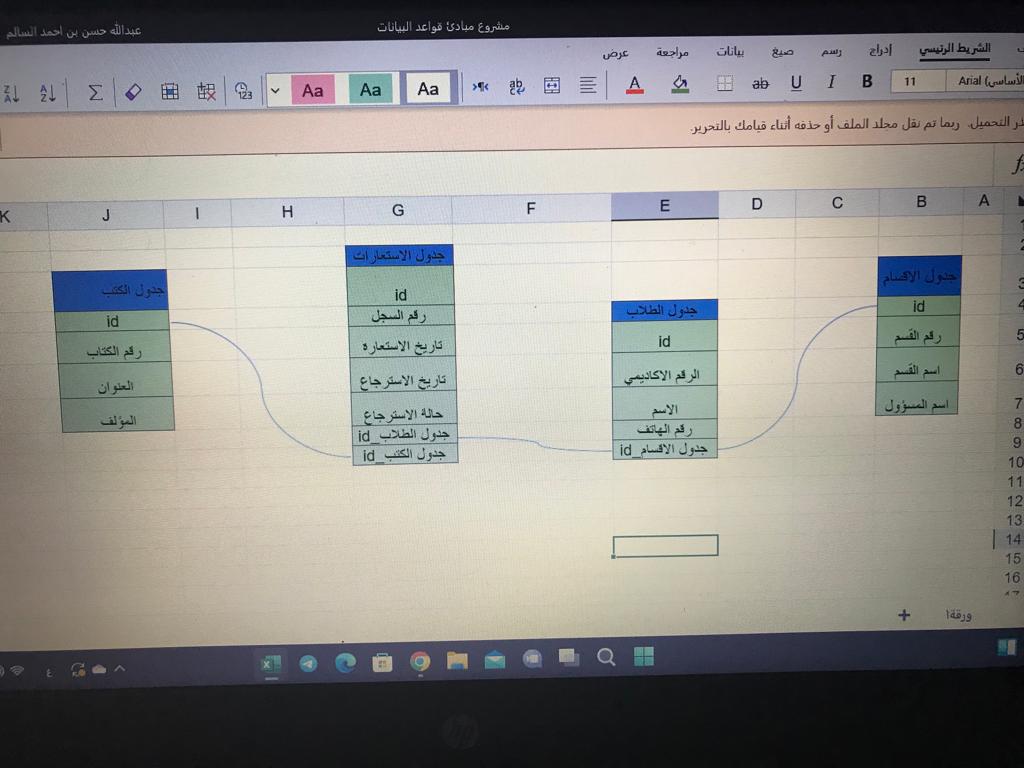 مشروع مبادئ قواعد البيانات
عبدالله حسن بن احمد السالم
الشريط الرئيسي
إدراج
رسم
صيغ
بيانات
مراجعة
عرض
Arial
11
B
I
U
ab
A
Aa
Aa
Aa
123
التحميل. ربما تم نقل مجلد الملف أو حذفه أثناء قيامك بالتحرير.
fx
A
B
C
D
E
F
G
H
I
J
K
جدول الاقسام
id
رقم القسم
اسم القسم
اسم المسؤول
جدول الطلاب
id
الرقم الاكاديمي
الاسم
رقم الهاتف
جدول الاقسام_id
جدول الاستعارات
id
رقم السجل
تاريخ الاستعارة
تاريخ الاسترجاع
حالة الاسترجاع
جدول الطلاب_id
جدول الكتب_id
جدول الكتب
id
رقم الكتاب
العنوان
المؤلف
2
3
4
5
6
7
8
9
10
11
12
13
14
15
16
ورقة1
ع
hp